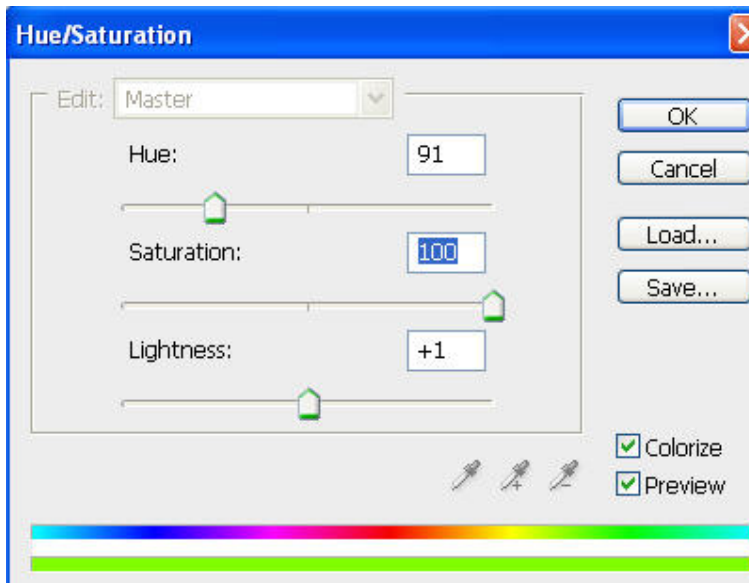 Hue/Saturation
Edit: Master
Hue: 91
Saturation: 100
Lightness: +1
OK
Cancel
Load...
Save...
Colorize
Preview